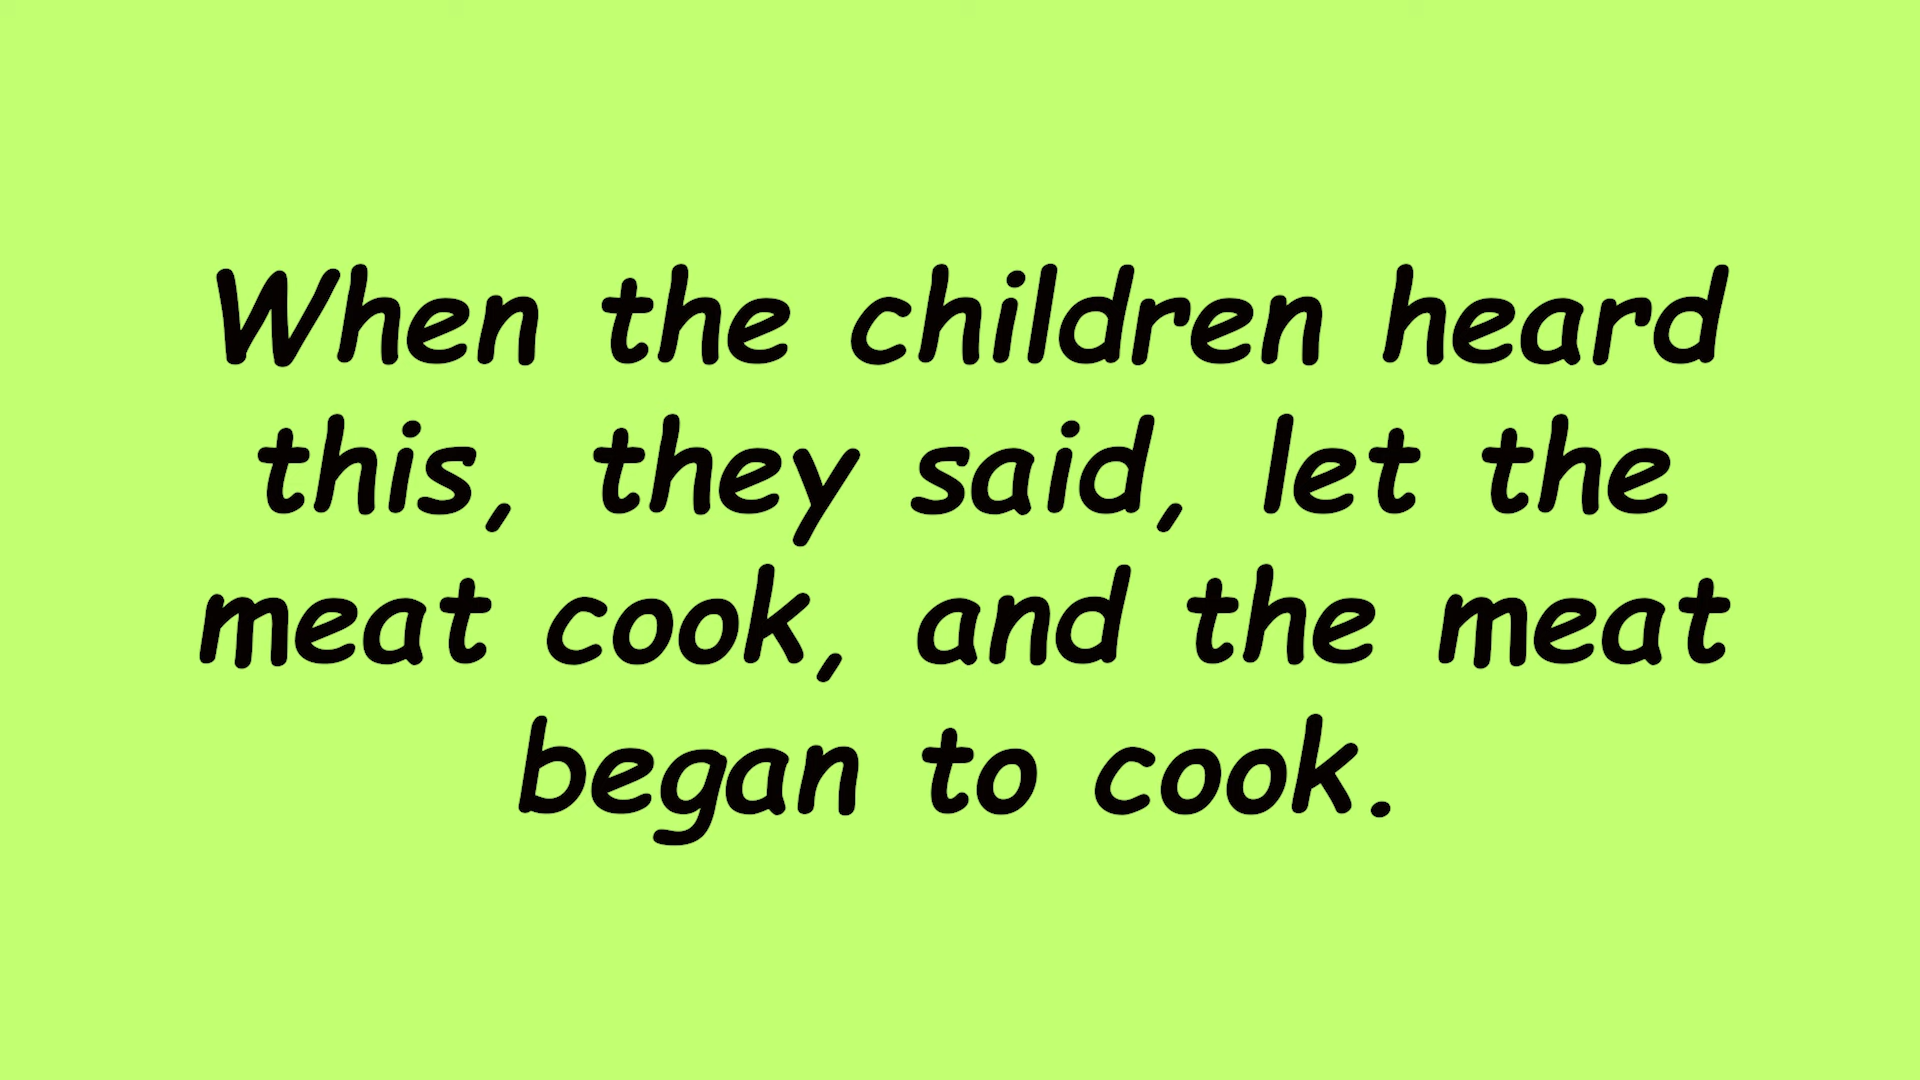 When the children heard
this, they said, let the
meat cook, and the meat
began to cook.